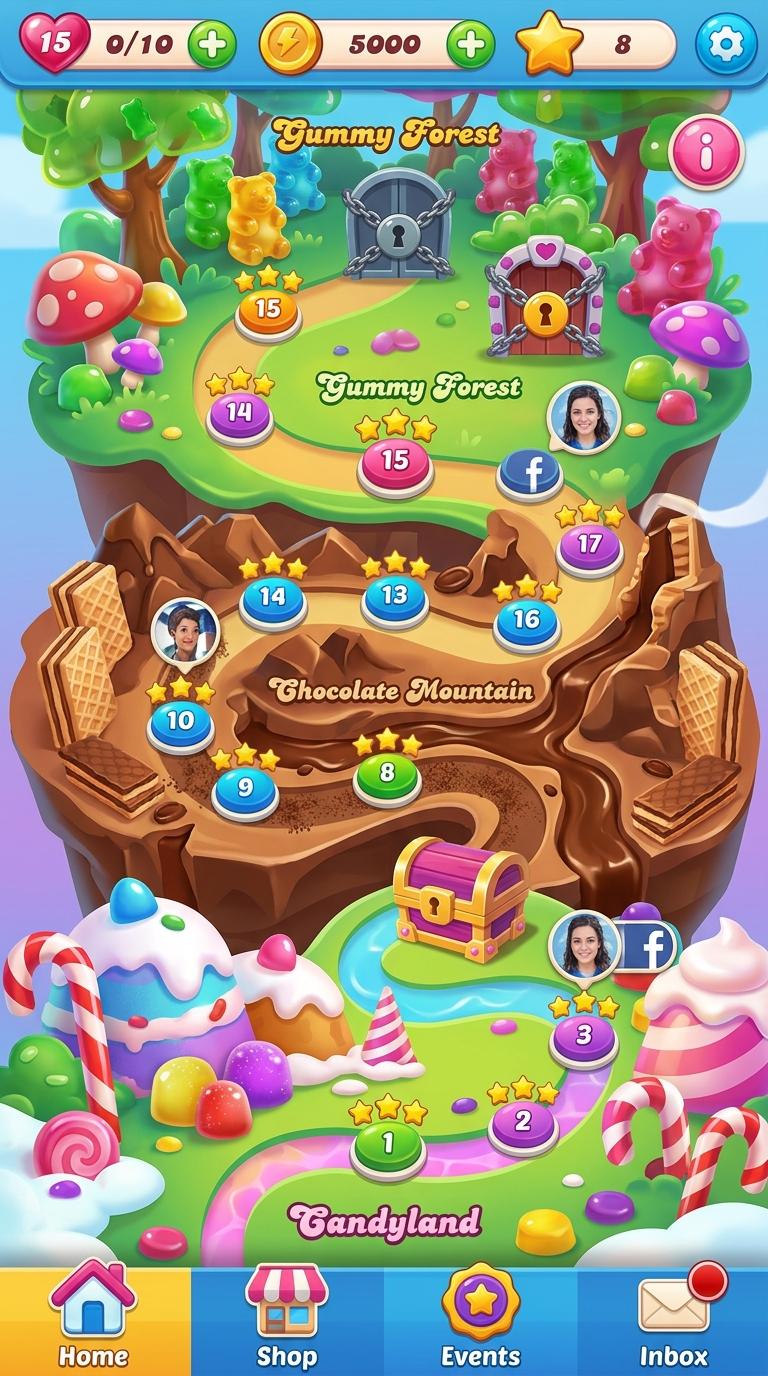 15 0/10 5000 8
Gummy Forest
i
15
Gummy Forest
14
15
f
17
14
13
16
Chocolate Mountain
10
9
8
f
3
2
1
Candyland
Home Shop Events Inbox